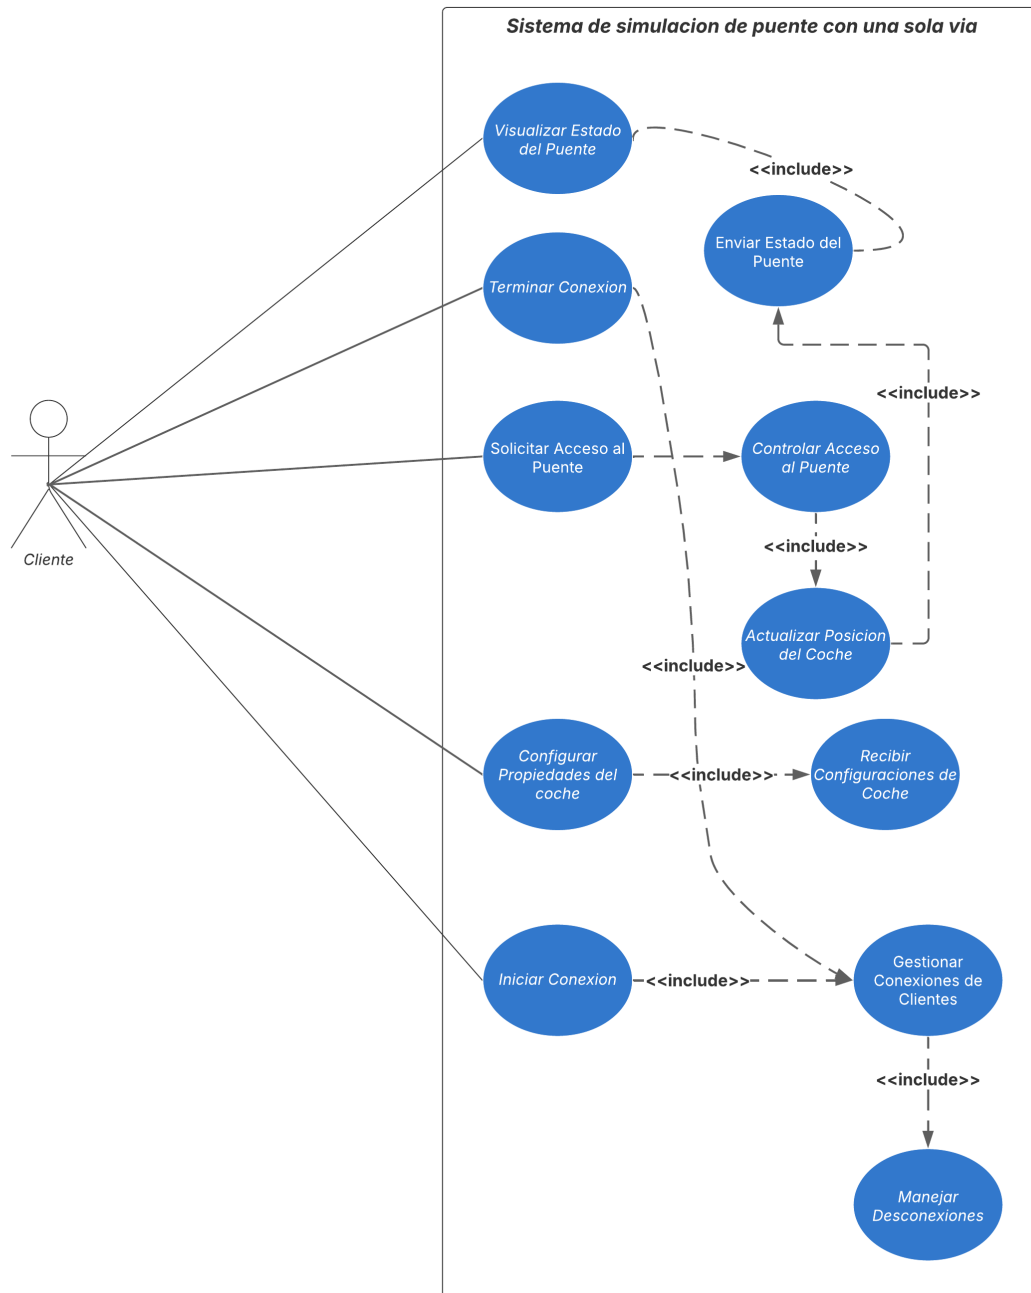 Sistema de simulacion de puente con una sola via
Visualizar Estado
del Puente
<<include>>
Enviar Estado del
Puente
Terminar Conexion
<<include>>
Solicitar Acceso al
Puente
Controlar Acceso
al Puente
<<include>>
Cliente
Actualizar Posicion
del Coche
<<include>>
Configurar
Propiedades del
coche
<<include>>
Recibir
Configuraciones de
Coche
Iniciar Conexion
<<include>>
Gestionar
Conexiones de
Clientes
<<include>>
Manejar
Desconexiones